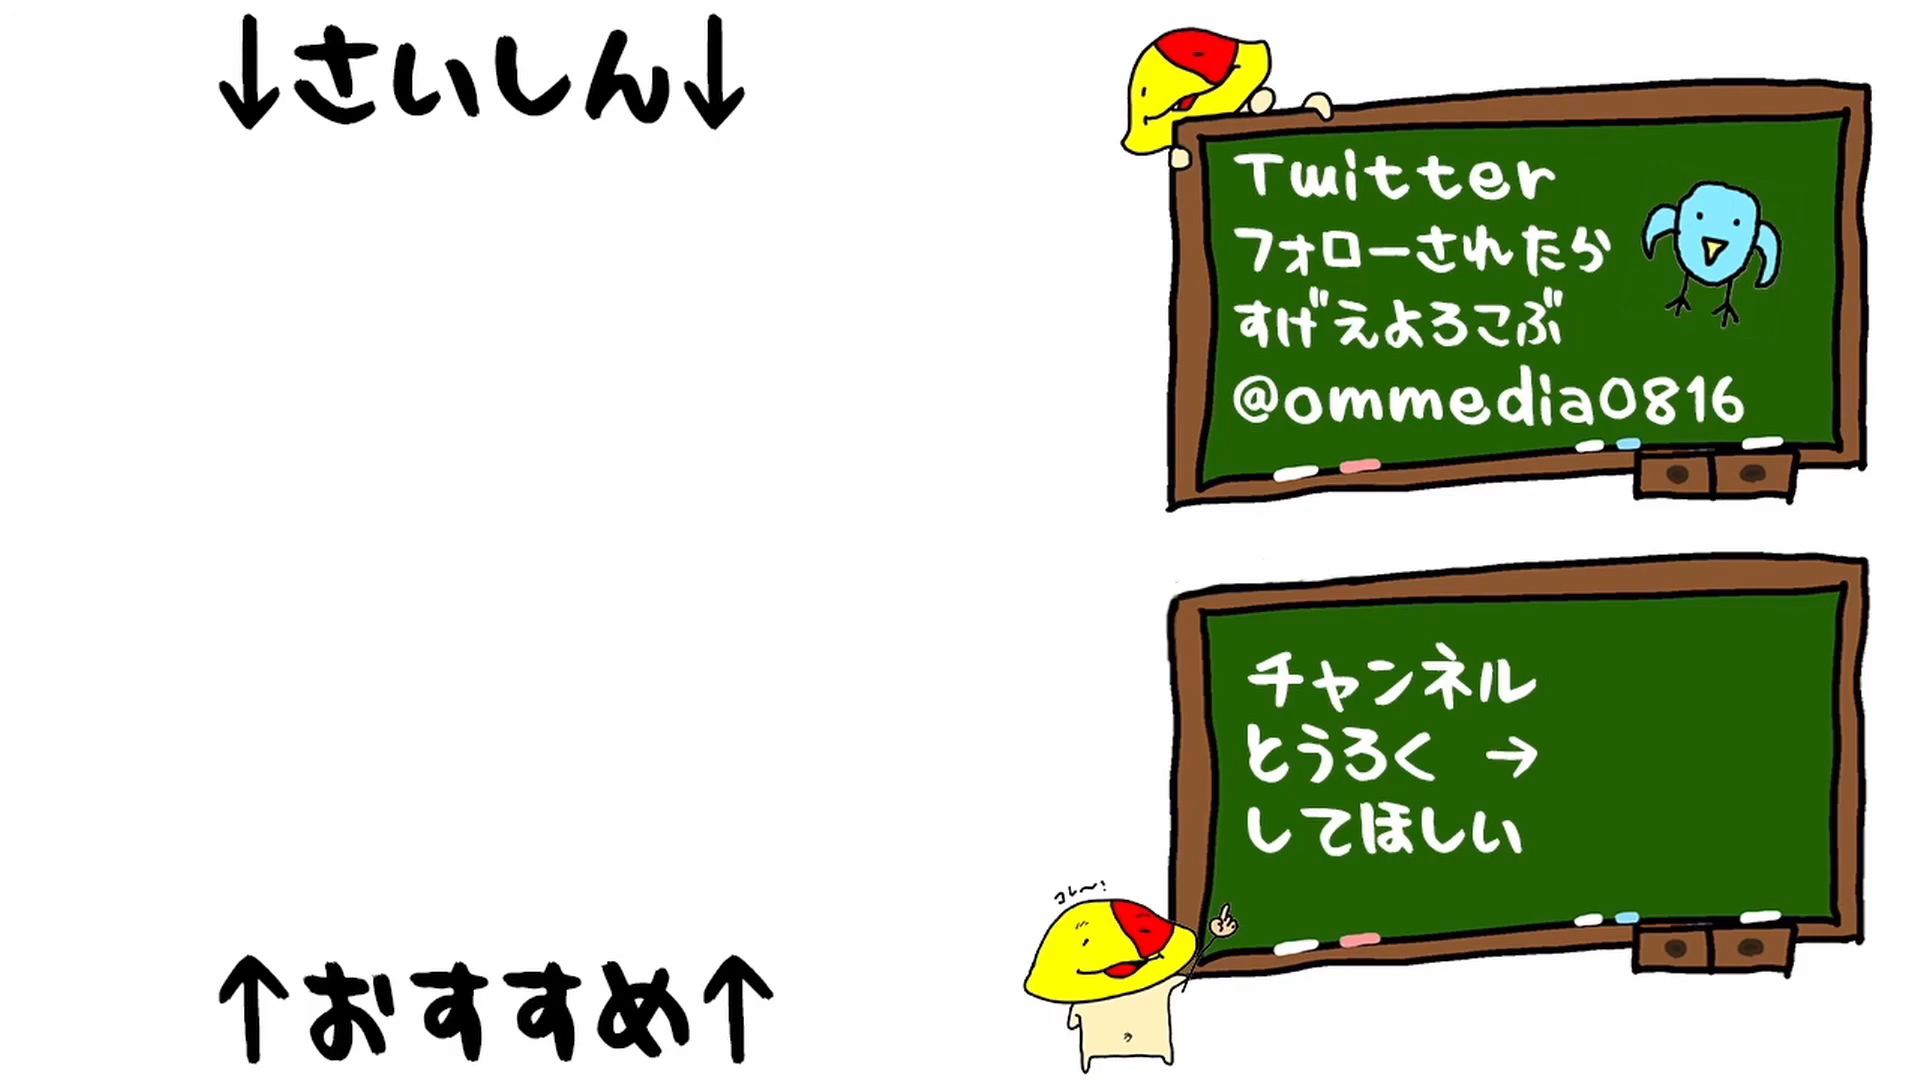 ↓さいしん↓
Twitter
フォローされたら
すげえよろこぶ
@ommedia0816
チャンネル
とうろく →
してほしい
コレ〜!
↑おすすめ↑